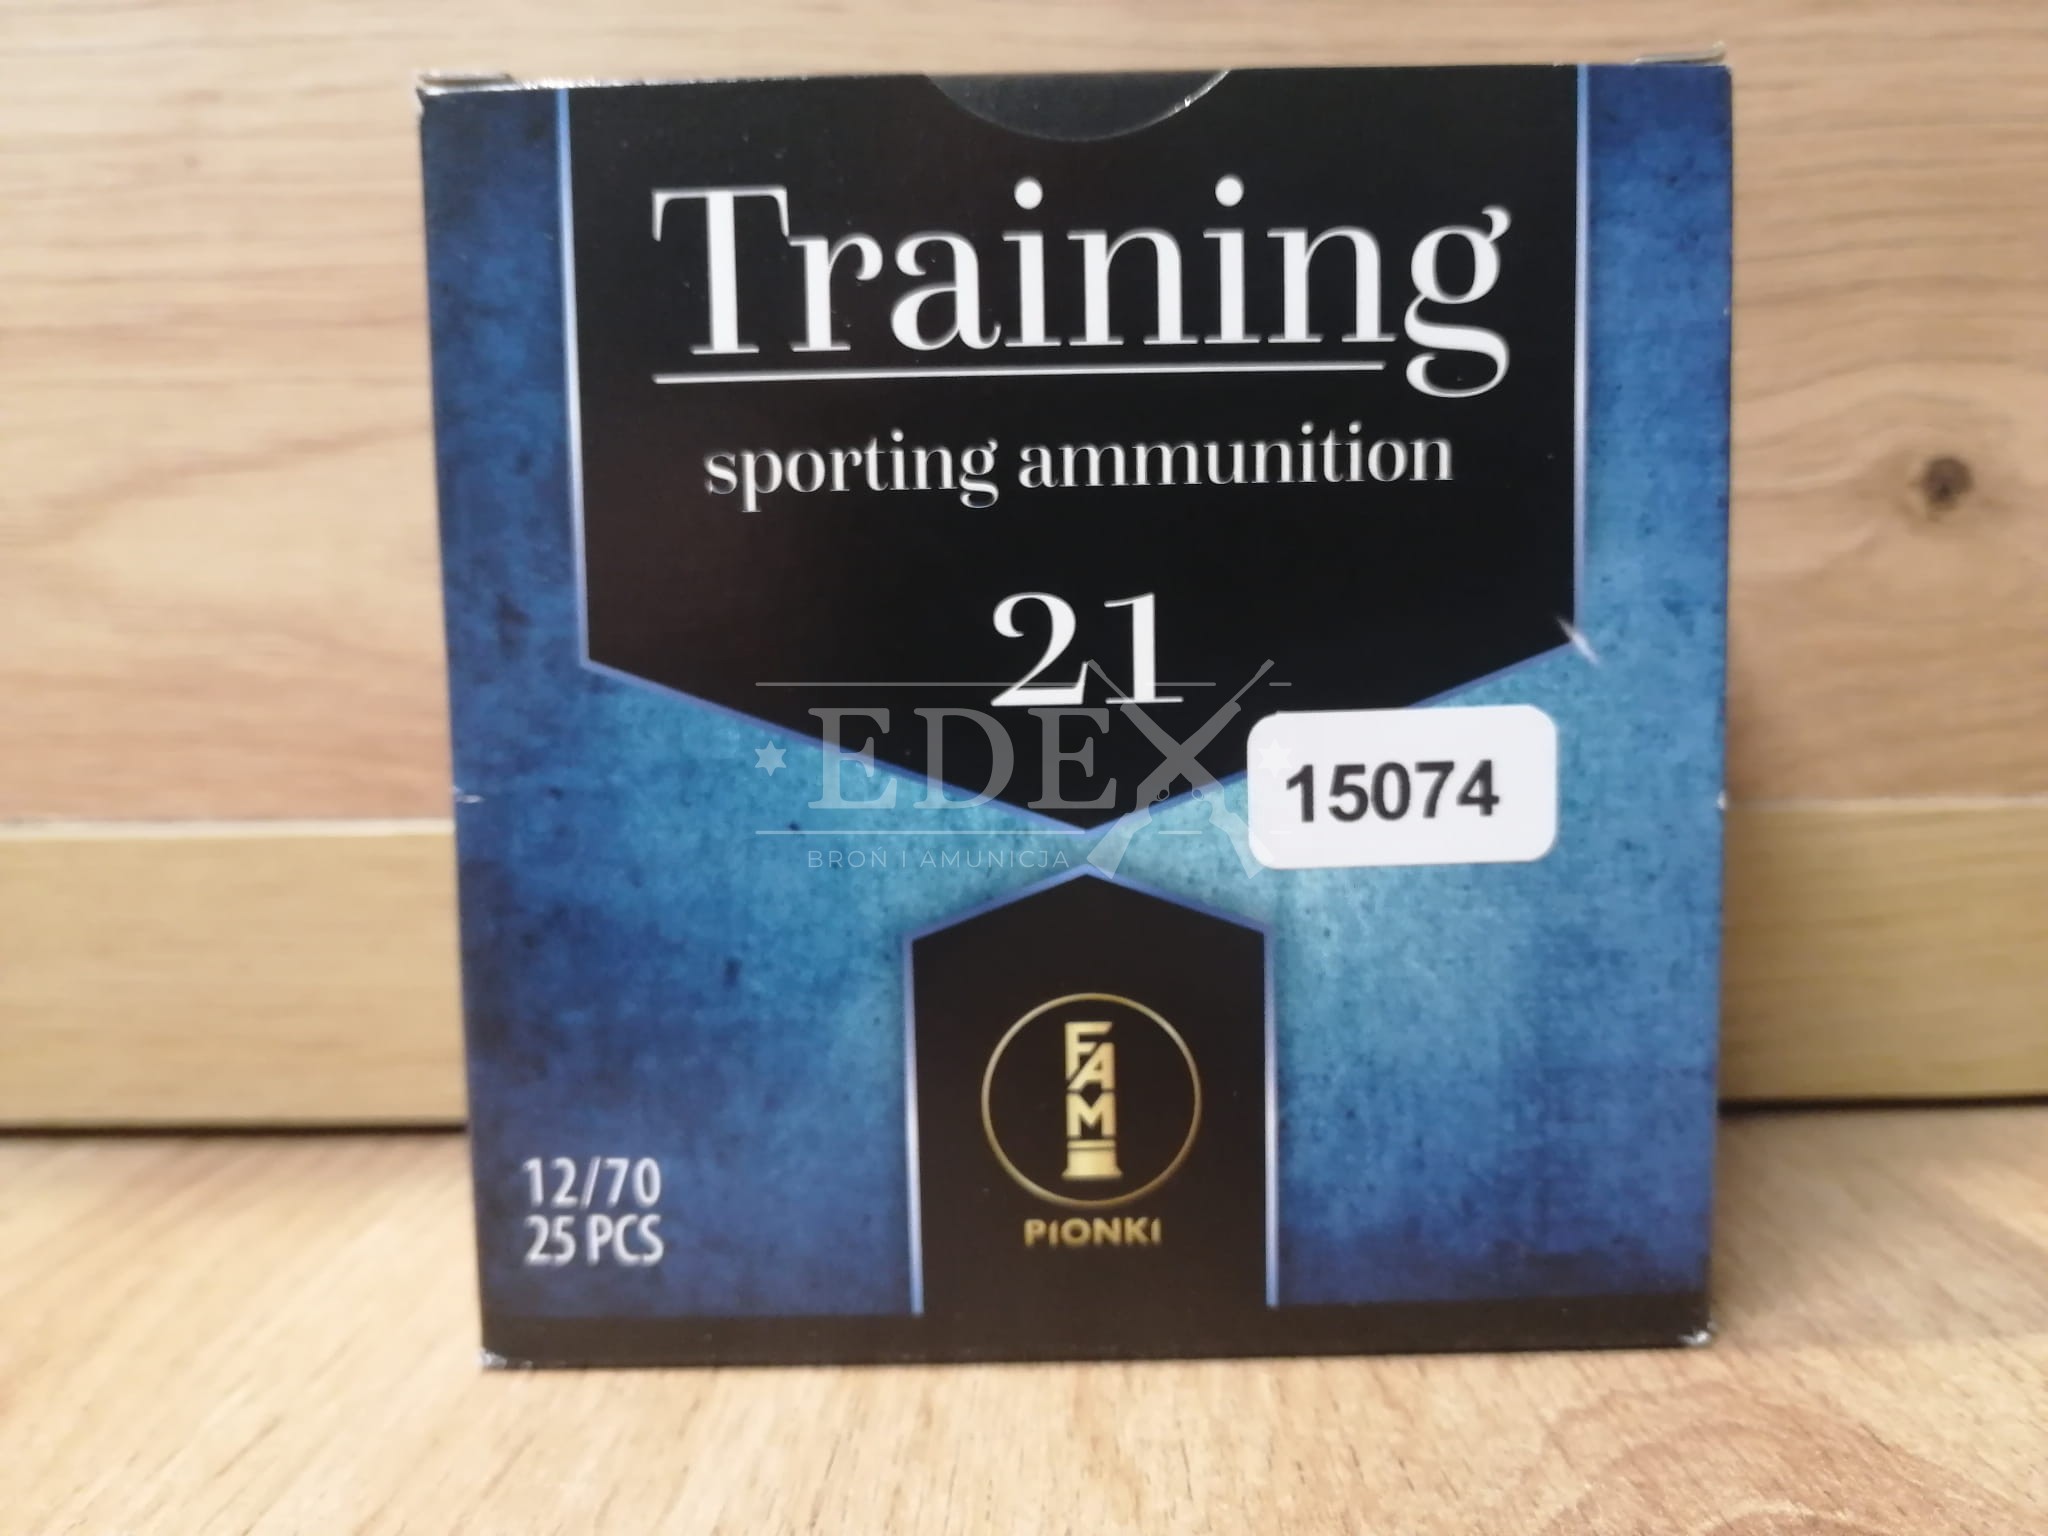 Training
sporting ammunition
21
EDEX
15074
BROŃ I AMUNICJA
FAM
PIONKI
12/70
25 PCS